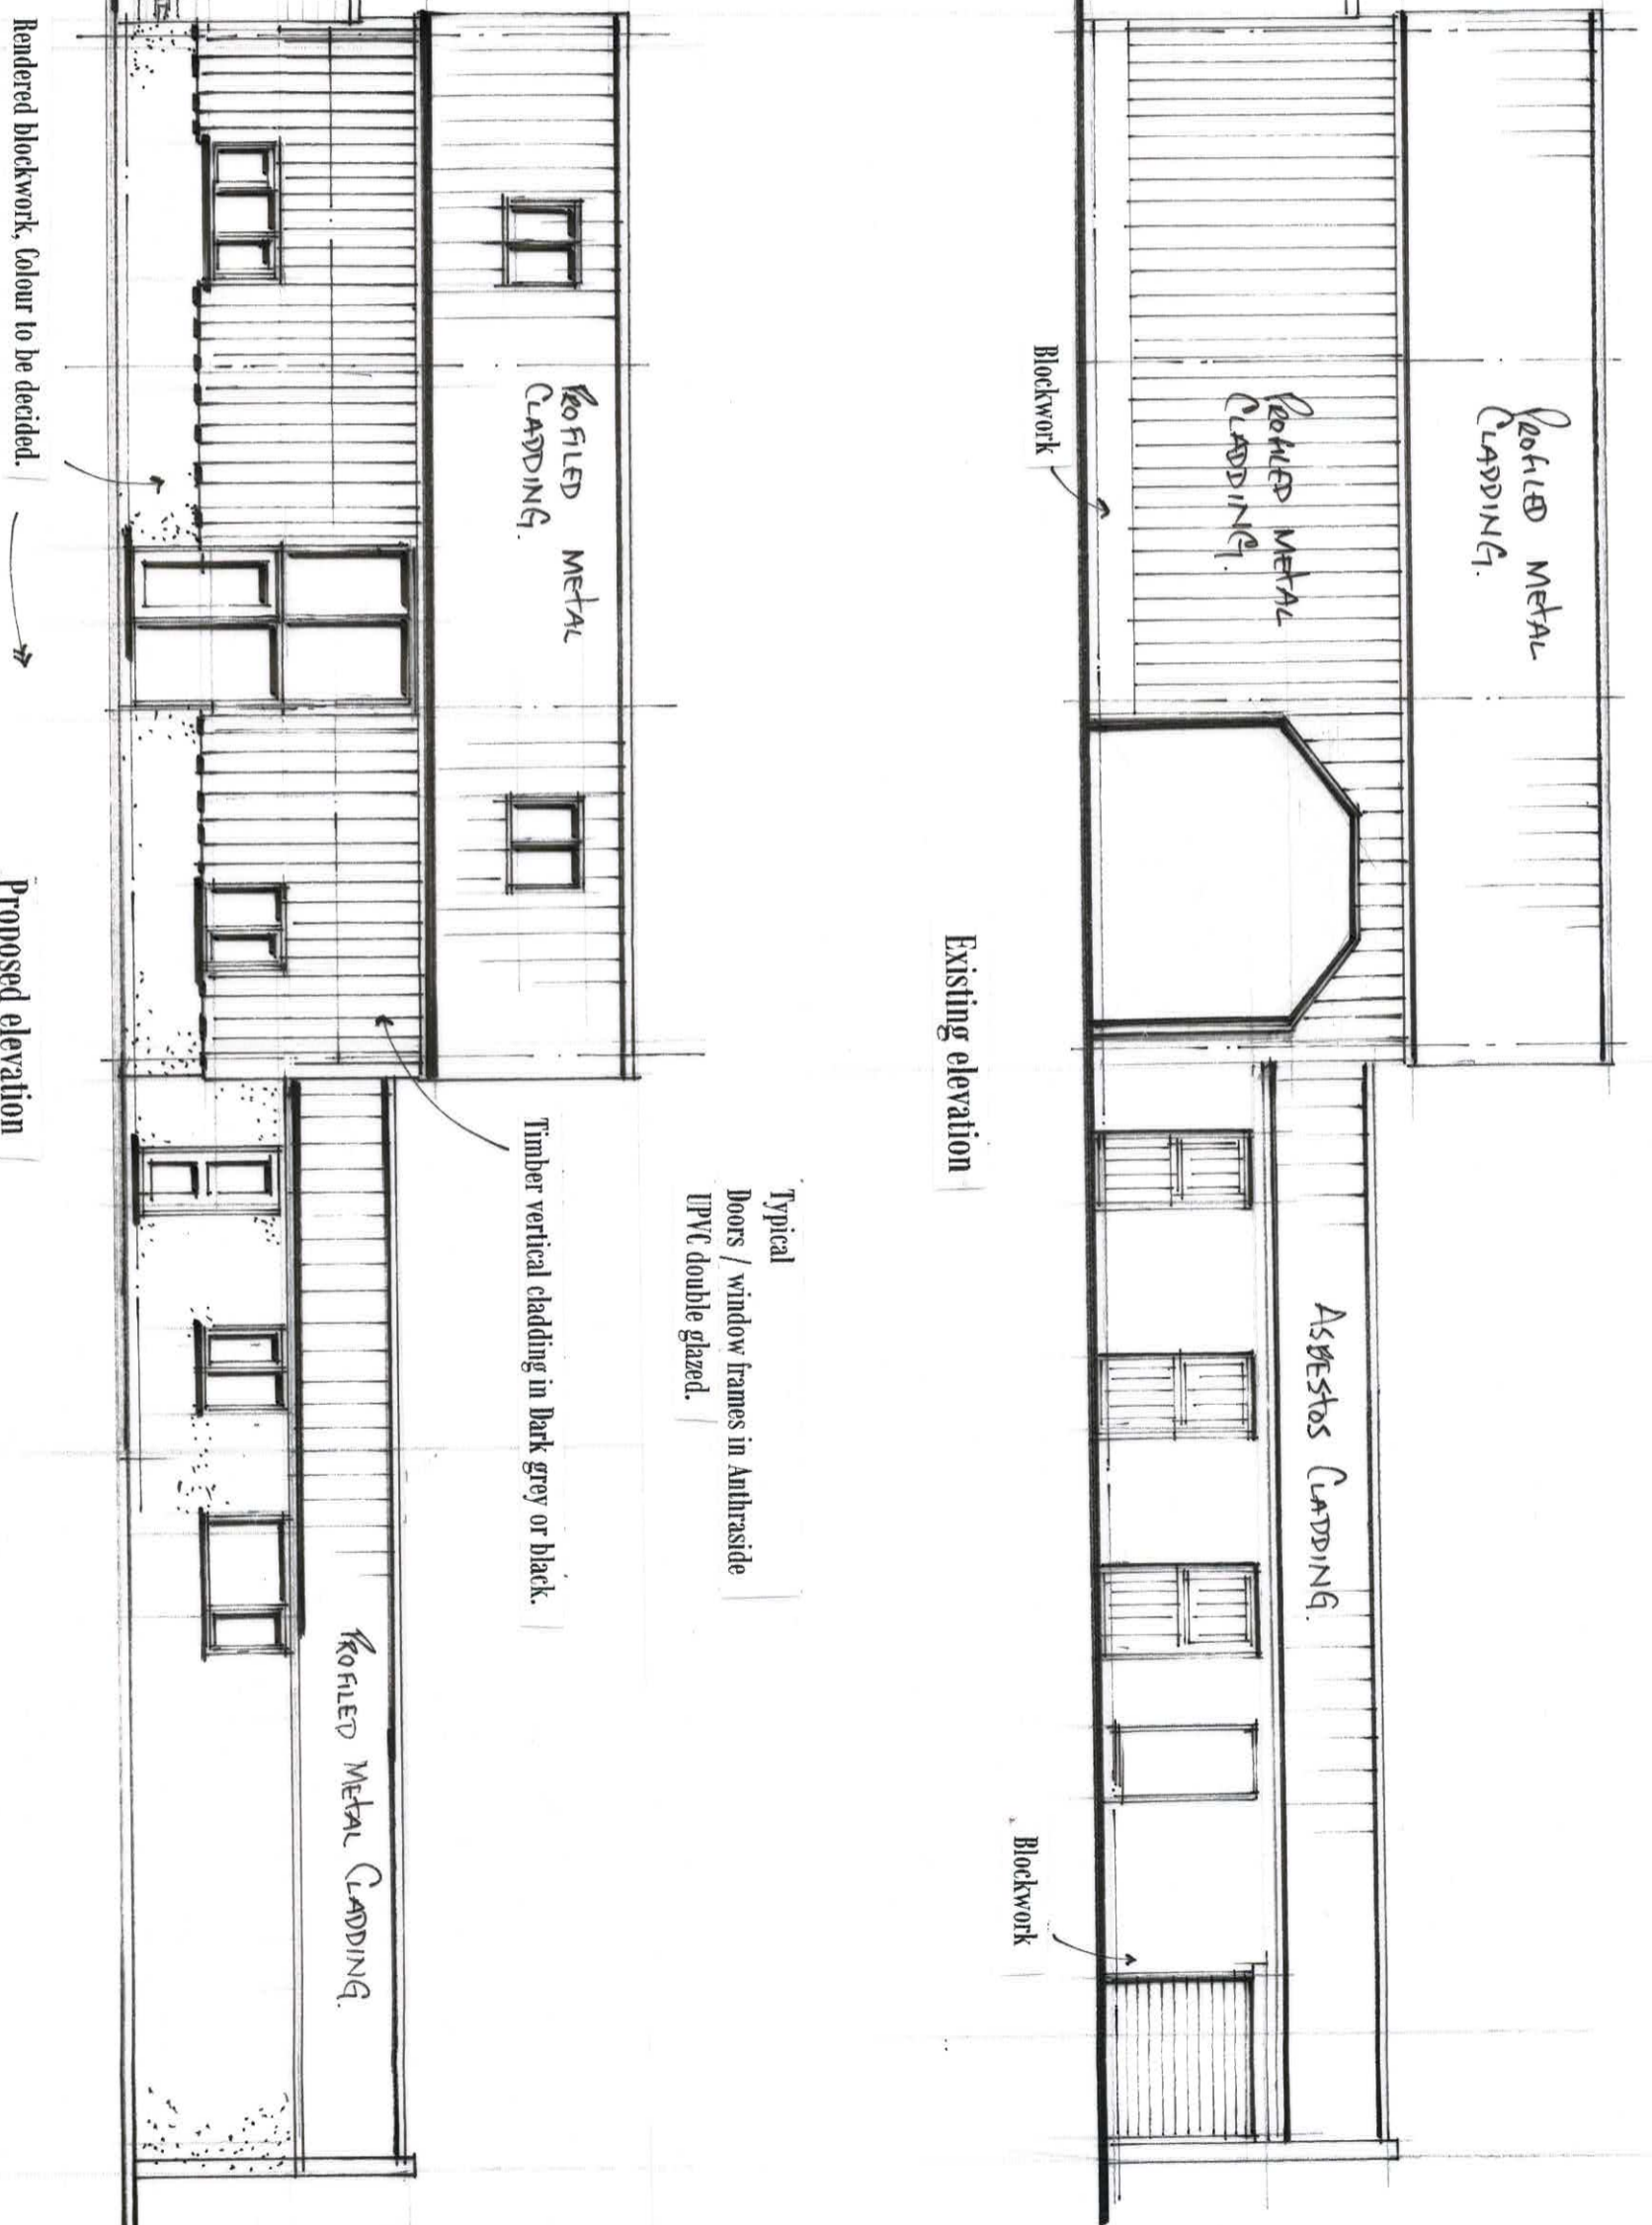 PROFILED METAL
CLADDING.
PROFILED METAL
CLADDING.
Blockwork
ASBESTOS CLADDING.
Blockwork
Existing elevation
Typical
Doors / window frames in Anthraside
UPVC double glazed.
PROFILED METAL
CLADDING.
Timber vertical cladding in Dark grey or black.
PROFILED METAL CLADDING.
Rendered blockwork, Colour to be decided.
Proposed elevation